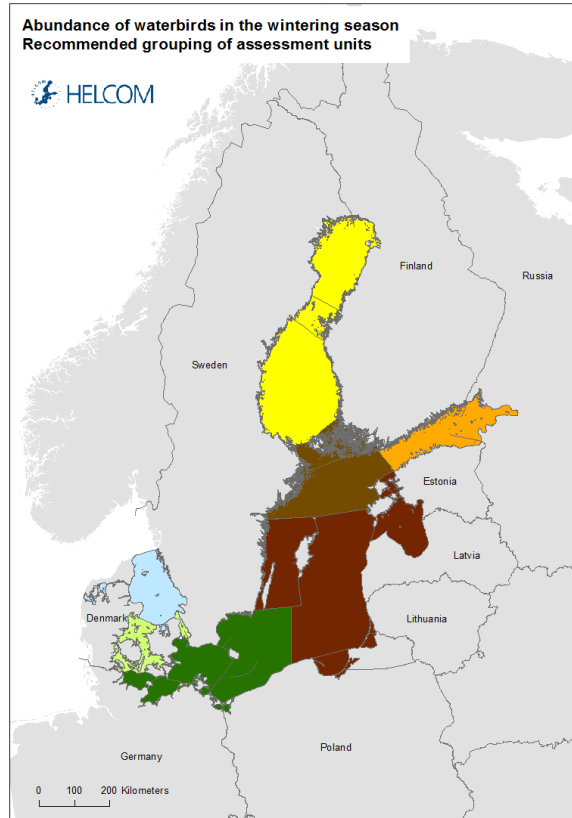 Abundance of waterbirds in the wintering season
Recommended grouping of assessment units
HELCOM
Finland
Russia
Sweden
Estonia
Latvia
Denmark
Lithuania
Germany
Poland
0 100 200 Kilometers